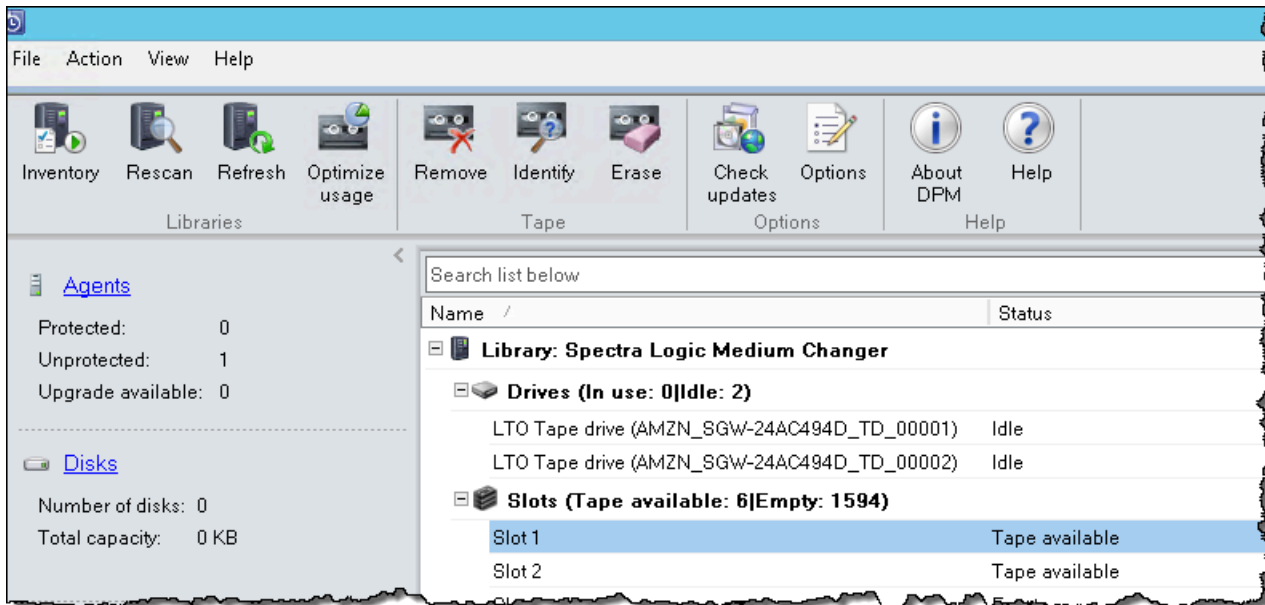 File Action View Help
Inventory Rescan Refresh Optimize usage Remove Identify Erase Check updates Options About DPM Help
Libraries Tape Options Help
Agents
Protected: 0
Unprotected: 1
Upgrade available: 0
Disks
Number of disks: 0
Total capacity: 0 KB
Search list below
Name Status
Library: Spectra Logic Medium Changer
Drives (In use: 0|Idle: 2)
LTO Tape drive (AMZN_SGW-24AC494D_TD_00001) Idle
LTO Tape drive (AMZN_SGW-24AC494D_TD_00002) Idle
Slots (Tape available: 6|Empty: 1594)
Slot 1 Tape available
Slot 2 Tape available